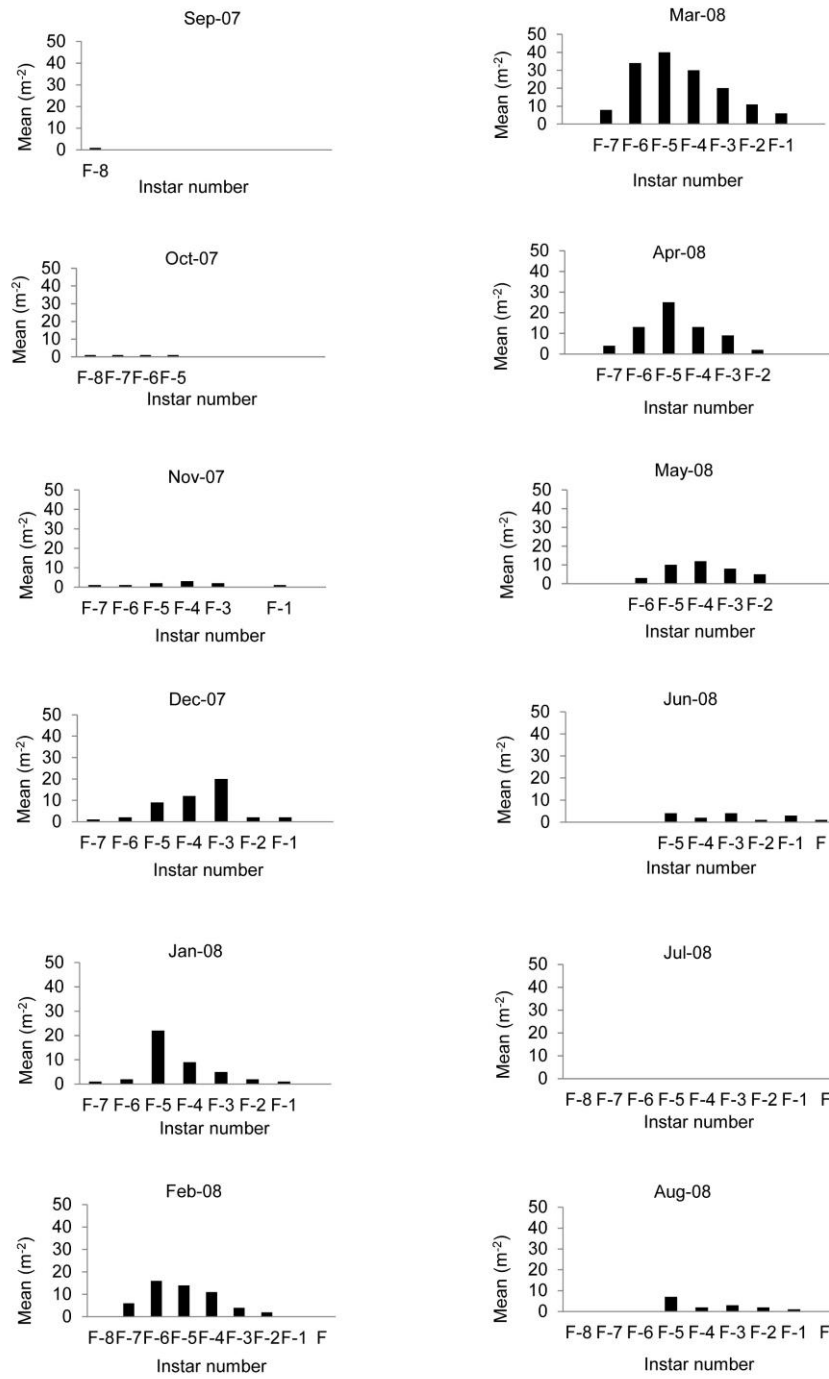 Sep-07
50
40
30
20
10
0
Mean (m-2)
F-8
Instar number
Oct-07
50
40
30
20
10
0
Mean (m-2)
F-8 F-7 F-6 F-5
Instar number
Nov-07
50
40
30
20
10
0
Mean (m-2)
F-7 F-6 F-5 F-4 F-3 F-1
Instar number
Dec-07
50
40
30
20
10
0
Mean (m-2)
F-7 F-6 F-5 F-4 F-3 F-2 F-1
Instar number
Jan-08
50
40
30
20
10
0
Mean (m-2)
F-7 F-6 F-5 F-4 F-3 F-2 F-1
Instar number
Feb-08
50
40
30
20
10
0
Mean (m-2)
F-8 F-7 F-6 F-5 F-4 F-3 F-2 F-1 F
Instar number
Mar-08
50
40
30
20
10
0
Mean (m-2)
F-7 F-6 F-5 F-4 F-3 F-2 F-1
Instar number
Apr-08
50
40
30
20
10
0
Mean (m-2)
F-7 F-6 F-5 F-4 F-3 F-2
Instar number
May-08
50
40
30
20
10
0
Mean (m-2)
F-6 F-5 F-4 F-3 F-2
Instar number
Jun-08
50
40
30
20
10
0
Mean (m-2)
F-5 F-4 F-3 F-2 F-1 F
Instar number
Jul-08
50
40
30
20
10
0
Mean (m-2)
F-8 F-7 F-6 F-5 F-4 F-3 F-2 F-1 F
Instar number
Aug-08
50
40
30
20
10
0
Mean (m-2)
F-8 F-7 F-6 F-5 F-4 F-3 F-2 F-1 F
Instar number